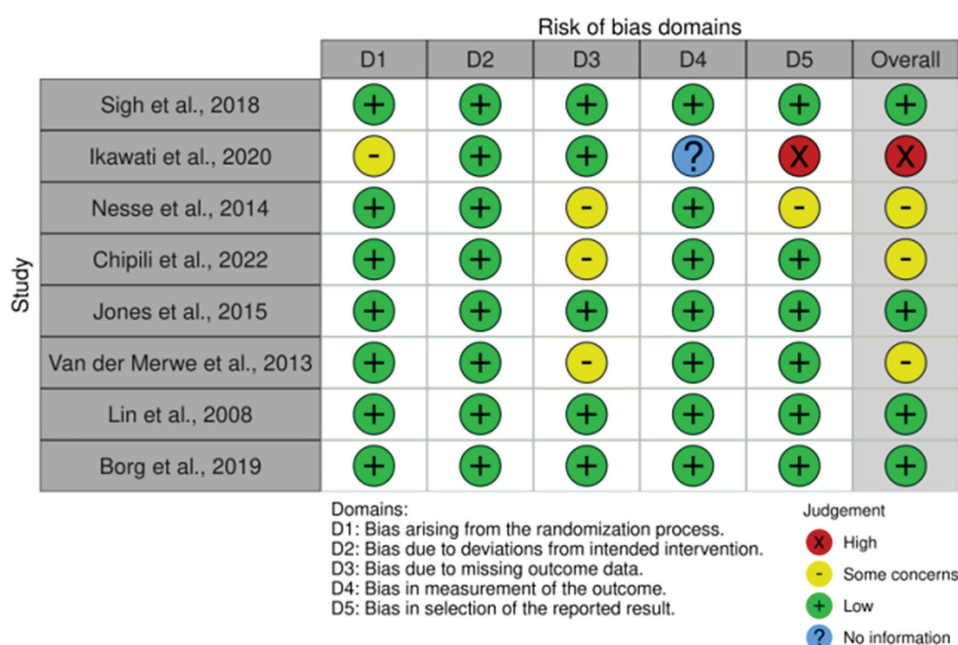 Risk of bias domains
D1 D2 D3 D4 D5 Overall
Study
Sigh et al., 2018 + + + + + +
Ikawati et al., 2020 - + + ? X X
Nesse et al., 2014 + + - + - -
Chipili et al., 2022 + + - + + -
Jones et al., 2015 + + + + + +
Van der Merwe et al., 2013 + + - + + -
Lin et al., 2008 + + + + + +
Borg et al., 2019 + + + + + +
Domains:
D1: Bias arising from the randomization process.
D2: Bias due to deviations from intended intervention.
D3: Bias due to missing outcome data.
D4: Bias in measurement of the outcome.
D5: Bias in selection of the reported result.
Judgement
X High
- Some concerns
+ Low
? No information